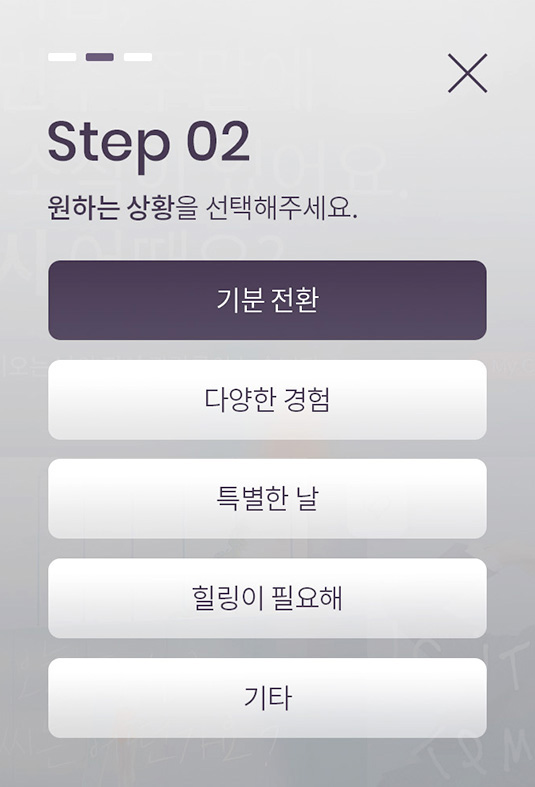 Step 02
원하는 상황을 선택해주세요.
기분 전환
다양한 경험
특별한 날
힐링이 필요해
기타